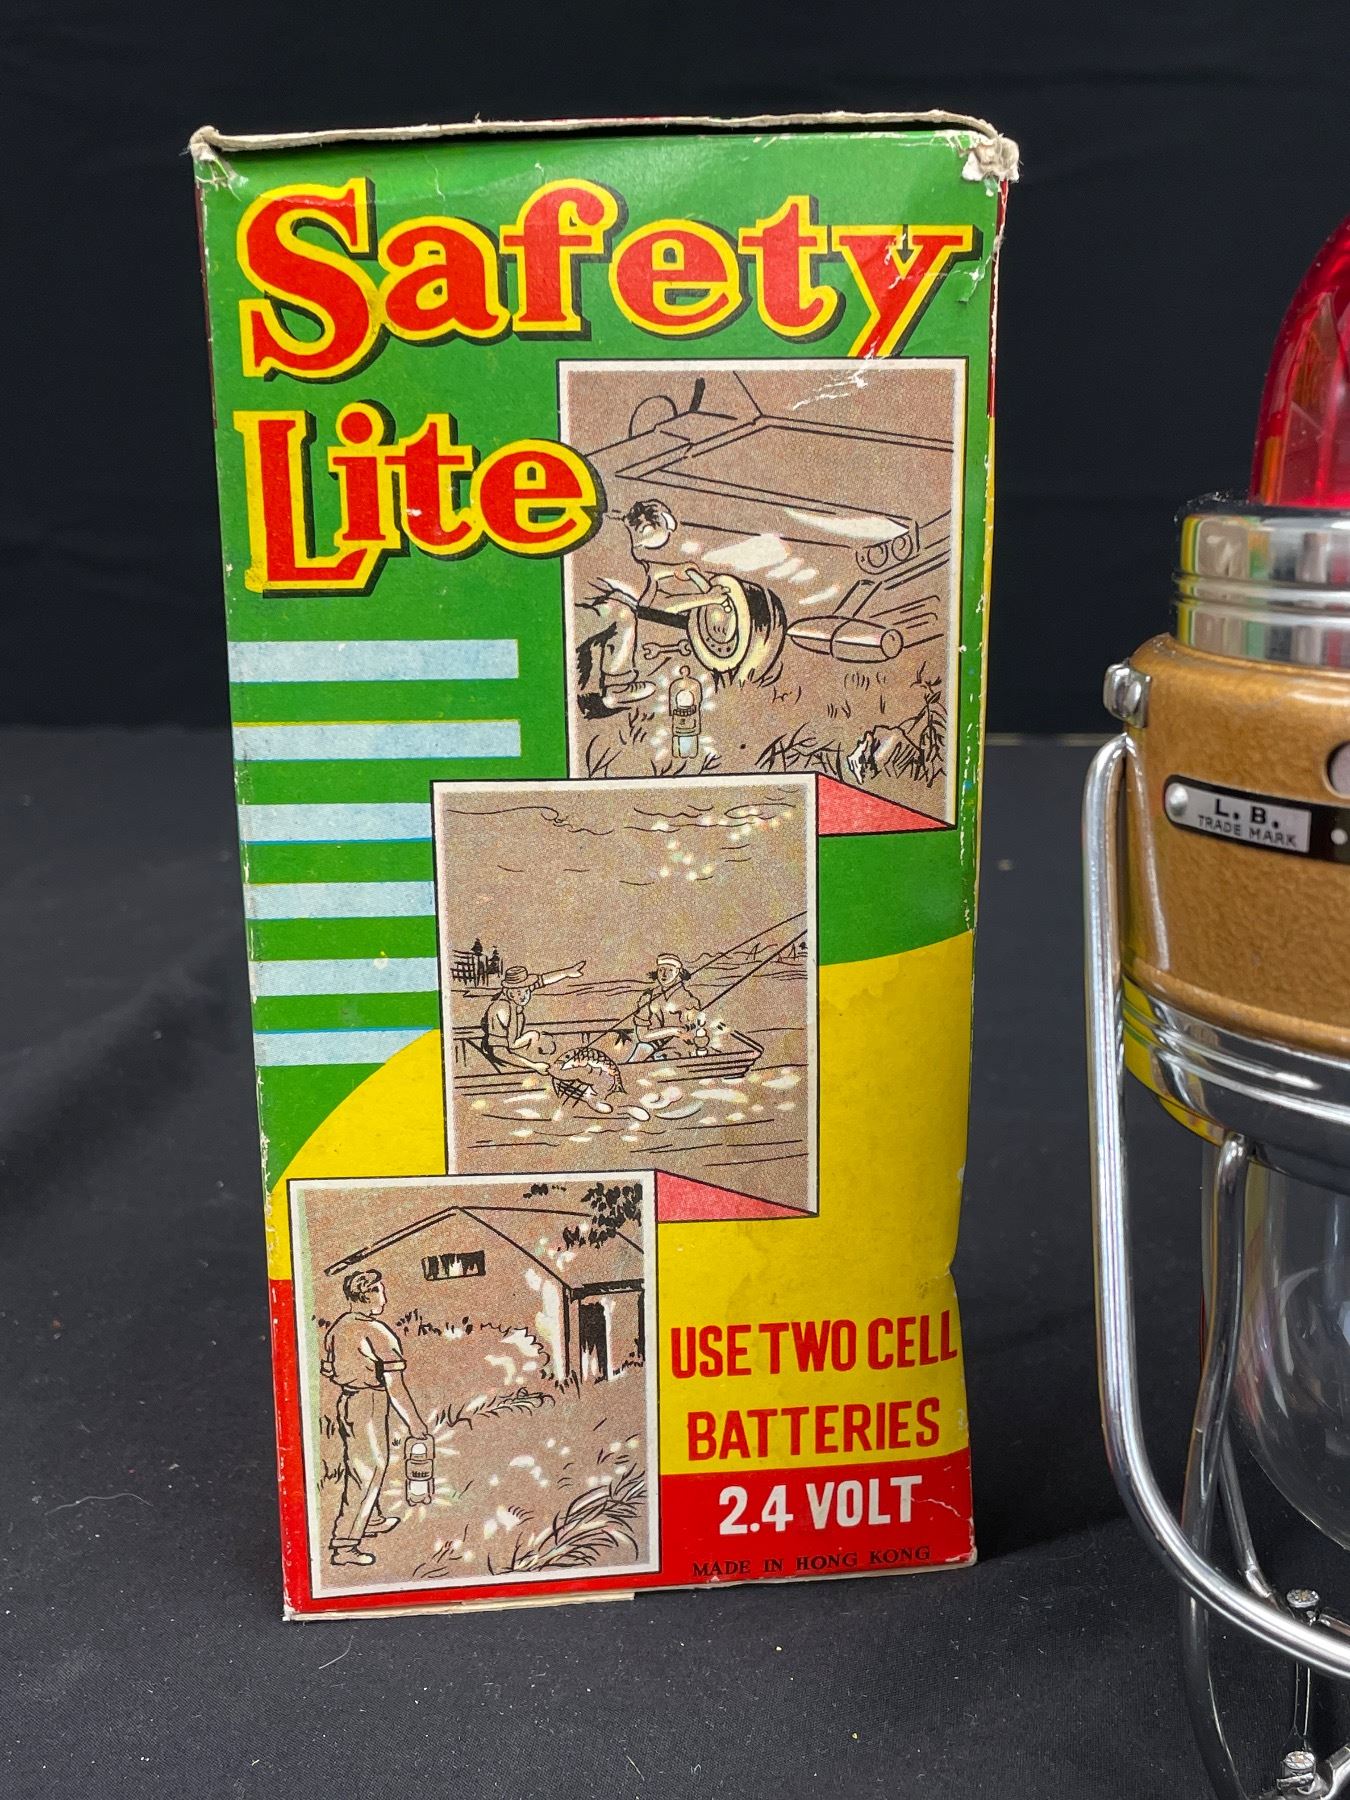 Safety
Lite
USE TWO CELL
BATTERIES
2.4 VOLT
MADE IN HONG KONG
L. B.
TRADE MARK